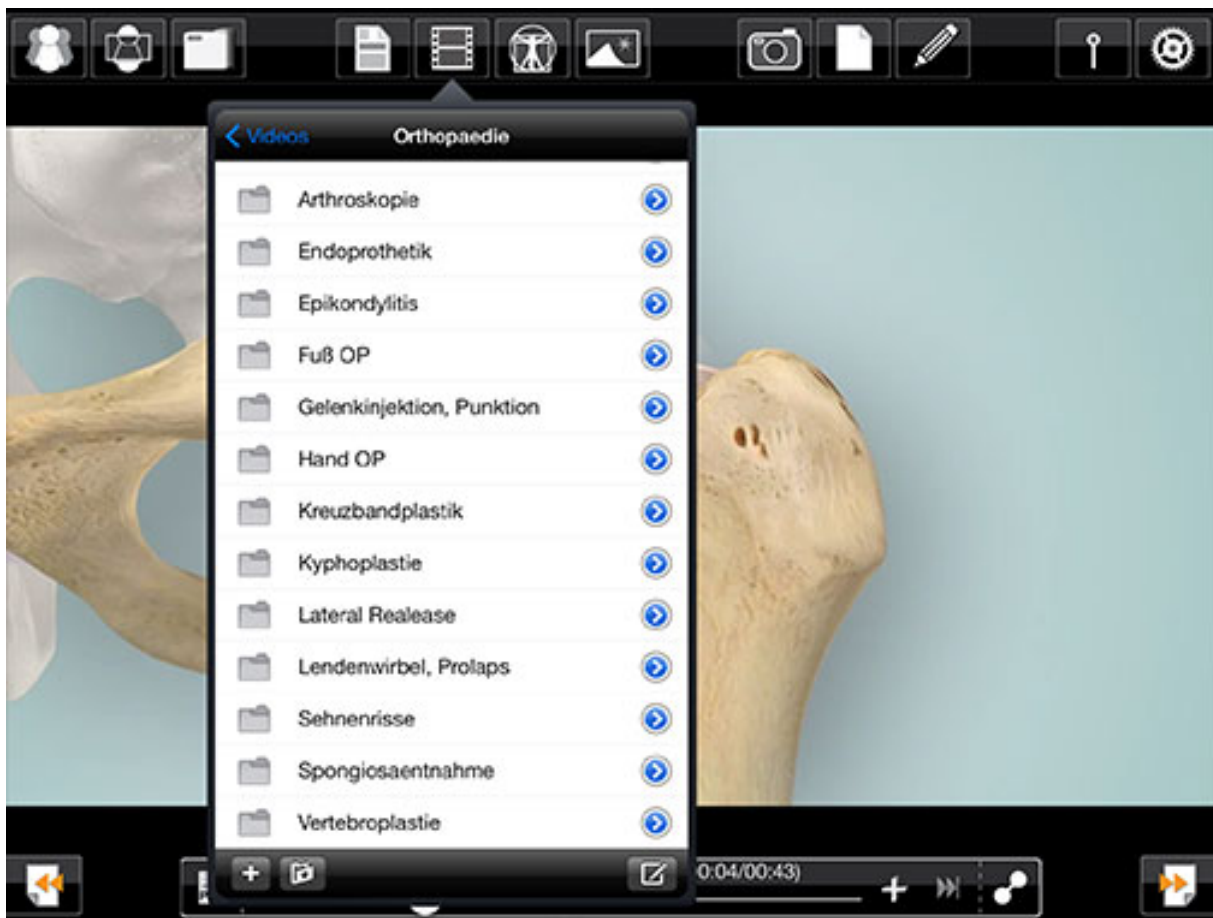 Videos
Orthopaedie
Arthroskopie
Endoprothetik
Epikondylitis
Fuß OP
Gelenkinjektion, Punktion
Hand OP
Kreuzbandplastik
Kyphoplastie
Lateral Realease
Lendenwirbel, Prolaps
Sehnenrisse
Spongiosaentnahme
Vertebroplastie
0:04/00:43)